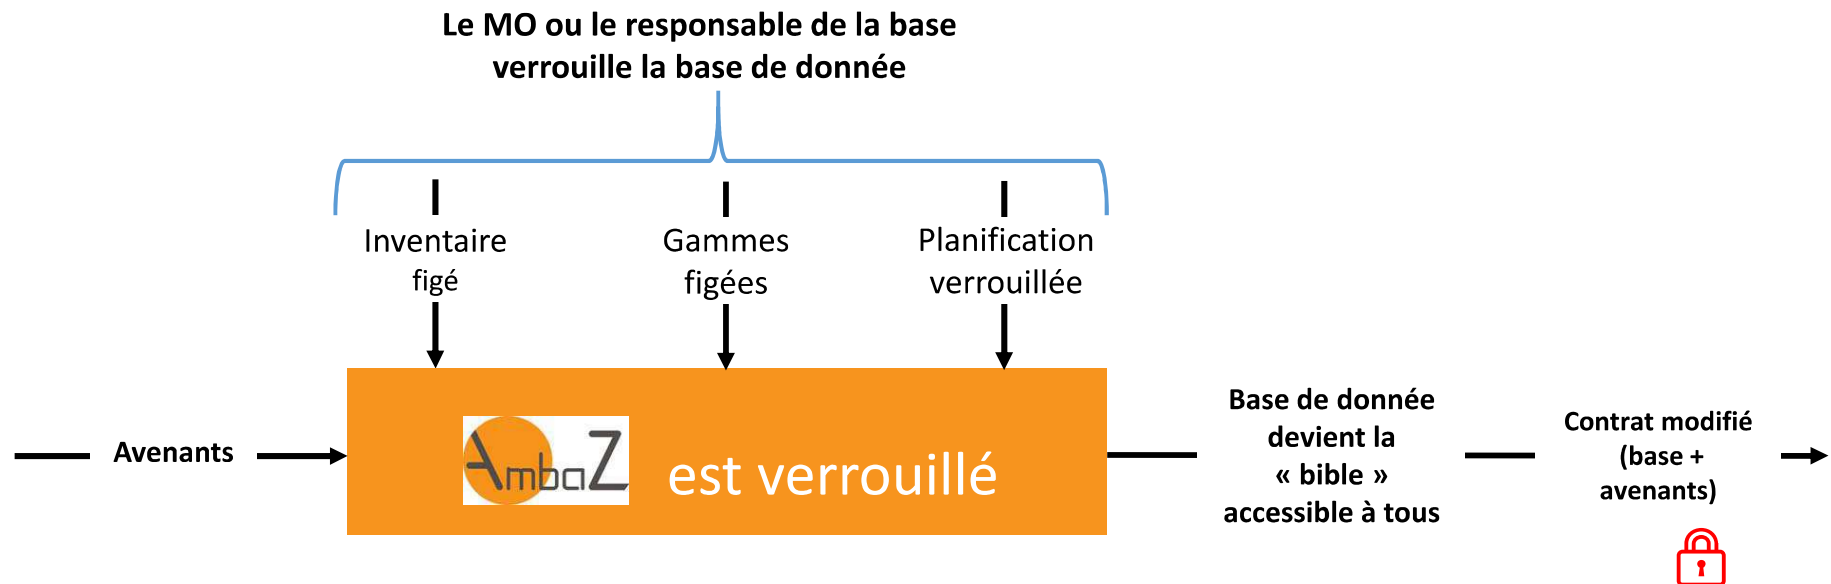 Le MO ou le responsable de la base
verrouille la base de donnée
Inventaire
figé
Gammes
figées
Planification
verrouillée
Avenants
AmbaZ
est verrouillé
Base de donnée
devient la
« bible »
accessible à tous
Contrat modifié
(base +
avenants)